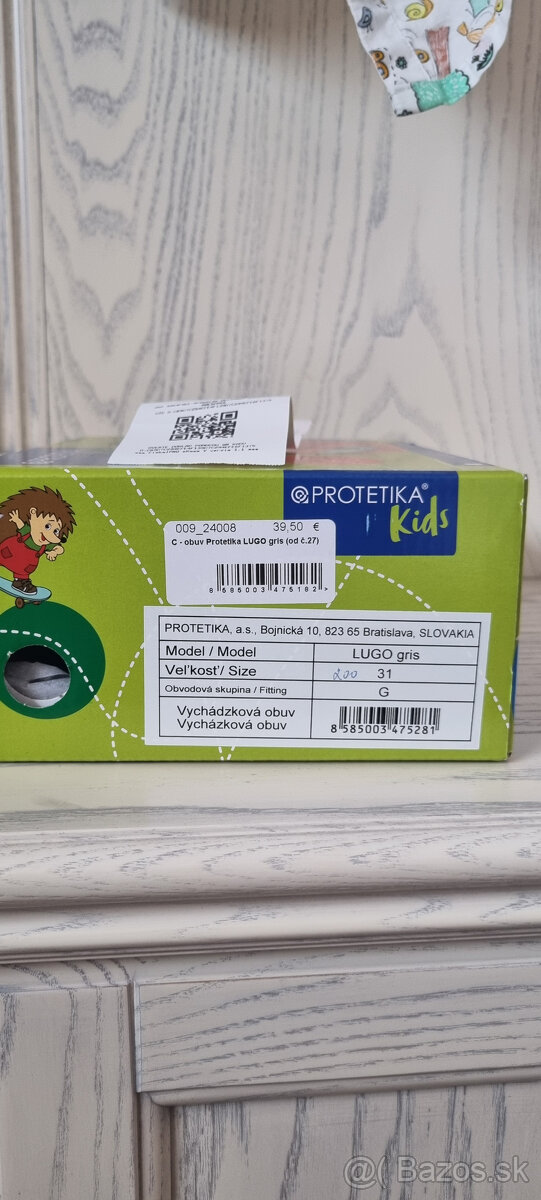 PROTETIKA®
Kids
009_24008 39,50 €
C - obuv Protetika LUGO gris (od č.27)
8 585003 475182 >
PROTETIKA, a.s., Bojnická 10, 823 65 Bratislava, SLOVAKIA
Model / Model LUGO gris
Veľkosť/ Size 200 31
Obvodová skupina / Fitting G
Vychádzková obuv
Vycházková obuv
8 585003 475281
@ Bazos.sk